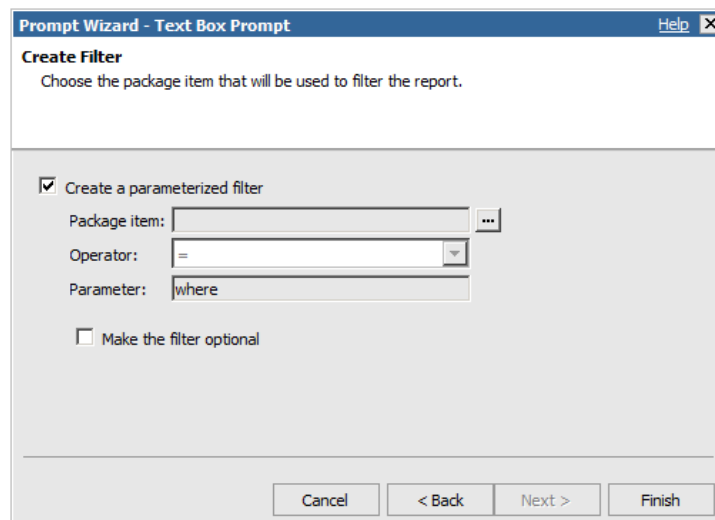 Prompt Wizard - Text Box Prompt Help X
Create Filter
Choose the package item that will be used to filter the report.
Create a parameterized filter
Package item: ...
Operator: =
Parameter: where
Make the filter optional
Cancel < Back Next > Finish